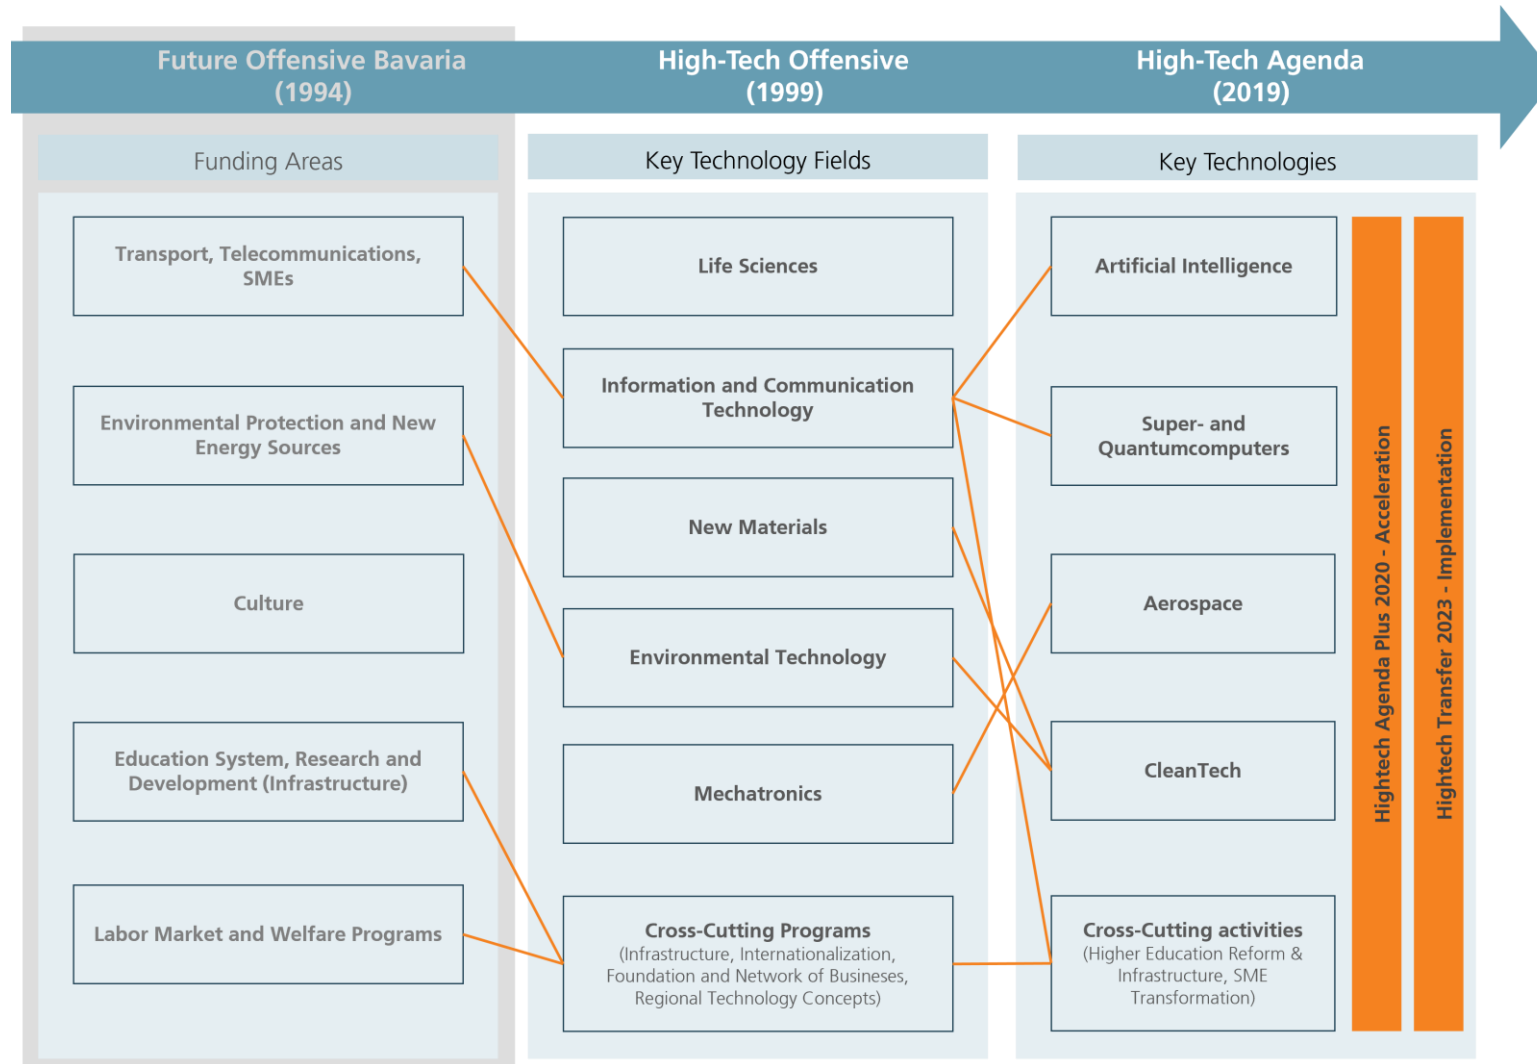 Future Offensive Bavaria
(1994)
High-Tech Offensive
(1999)
High-Tech Agenda
(2019)
Funding Areas
Transport, Telecommunications,
SMEs
Environmental Protection and New
Energy Sources
Culture
Education System, Research and
Development (Infrastructure)
Labor Market and Welfare Programs
Key Technology Fields
Life Sciences
Information and Communication
Technology
New Materials
Environmental Technology
Mechatronics
Cross-Cutting Programs
(Infrastructure, Internationalization,
Foundation and Network of Busineses,
Regional Technology Concepts)
Key Technologies
Artificial Intelligence
Super- and
Quantumcomputers
Aerospace
CleanTech
Cross-Cutting activities
(Higher Education Reform &
Infrastructure, SME
Transformation)
Hightech Agenda Plus 2020 - Acceleration
Hightech Transfer 2023 - Implementation